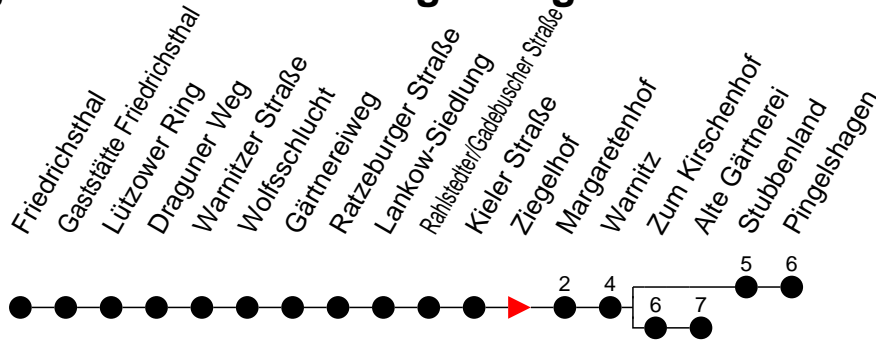 Friedrichsthal
Gaststätte Friedrichsthal
Lützower Ring
Draguner Weg
Warnitzer Straße
Wolfsschlucht
Gärtnereiweg
Ratzeburger Straße
Lankow-Siedlung
Rahlstedter/Gadebuscher Straße
Kieler Straße
Ziegelhof
Margaretenhof
Warnitz
Zum Kirschenhof
Alte Gärtnerei
Stubbenland
Pingelshagen
2 4 5 6
6 7